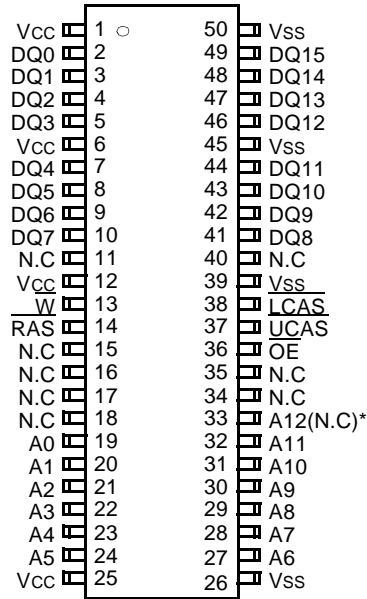 VCC 1 50 VSS
DQ0 2 49 DQ15
DQ1 3 48 DQ14
DQ2 4 47 DQ13
DQ3 5 46 DQ12
VCC 6 45 VSS
DQ4 7 44 DQ11
DQ5 8 43 DQ10
DQ6 9 42 DQ9
DQ7 10 41 DQ8
N.C 11 40 N.C
VCC 12 39 VSS
W 13 38 LCAS
RAS 14 37 UCAS
N.C 15 36 OE
N.C 16 35 N.C
N.C 17 34 N.C
N.C 18 33 A12(N.C)*
A0 19 32 A11
A1 20 31 A10
A2 21 30 A9
A3 22 29 A8
A4 23 28 A7
A5 24 27 A6
VCC 25 26 VSS